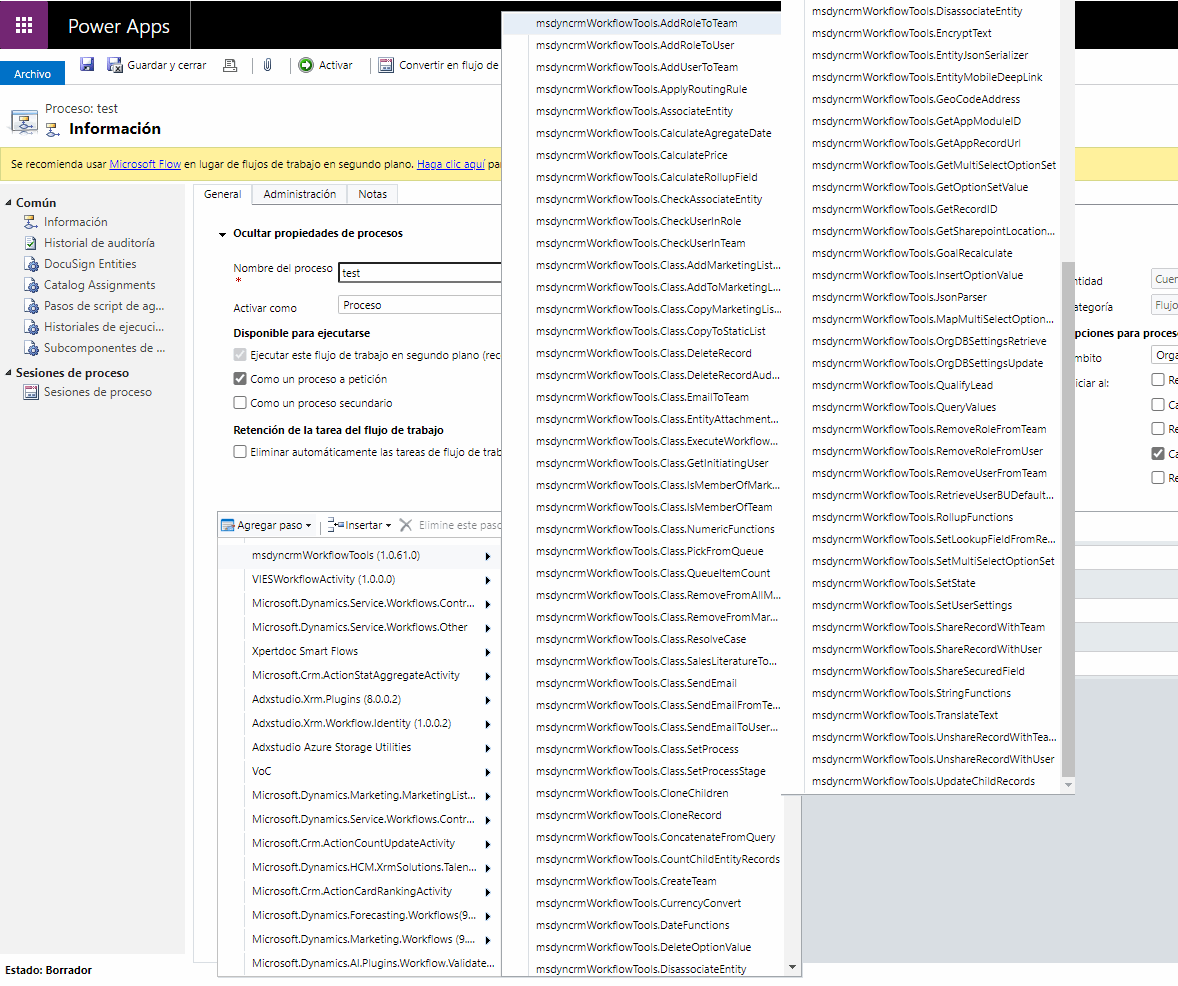 Power Apps
Archivo
Guardar y cerrar
Activar
Convertir en flujo de
Proceso: test
Información
Se recomienda usar Microsoft Flow en lugar de flujos de trabajo en segundo plano. Haga clic aquí
Común
Información
Historial de auditoría
DocuSign Entities
Catalog Assignments
Pasos de script de ag...
Historiales de ejecuci...
Subcomponentes de ...
Sesiones de proceso
Sesiones de proceso
Estado: Borrador
General
Administración
Notas
Ocultar propiedades de procesos
Nombre del proceso
*
test
Activar como
Proceso
Disponible para ejecutarse
Ejecutar este flujo de trabajo en segundo plano (rec
Como un proceso a petición
Como un proceso secundario
Retención de la tarea del flujo de trabajo
Eliminar automáticamente las tareas de flujo de trab
Agregar paso
Insertar
Elimine este paso
msdyncrmWorkflowTools (1.0.61.0)
VIESWorkflowActivity (1.0.0.0)
Microsoft.Dynamics.Service.Workflows.Contr...
Microsoft.Dynamics.Service.Workflows.Other
Xpertdoc Smart Flows
Microsoft.Crm.ActionStatAggregateActivity
Adxstudio.Xrm.Plugins (8.0.0.2)
Adxstudio.Xrm.Workflow.Identity (1.0.0.2)
Adxstudio Azure Storage Utilities
VoC
Microsoft.Dynamics.Marketing.MarketingList...
Microsoft.Dynamics.Service.Workflows.Contr...
Microsoft.Crm.ActionCountUpdateActivity
Microsoft.Dynamics.HCM.XrmSolutions.Talen...
Microsoft.Crm.ActionCardRankingActivity
Microsoft.Dynamics.Forecasting.Workflows(9....
Microsoft.Dynamics.Marketing.Workflows (9....
Microsoft.Dynamics.AI.Plugins.Workflow.Validate...
msdyncrmWorkflowTools.AddRoleToTeam
msdyncrmWorkflowTools.AddRoleToUser
msdyncrmWorkflowTools.AddUserToTeam
msdyncrmWorkflowTools.ApplyRoutingRule
msdyncrmWorkflowTools.AssociateEntity
msdyncrmWorkflowTools.CalculateAgregateDate
msdyncrmWorkflowTools.CalculatePrice
msdyncrmWorkflowTools.CalculateRollupField
msdyncrmWorkflowTools.CheckAssociateEntity
msdyncrmWorkflowTools.CheckUserInRole
msdyncrmWorkflowTools.CheckUserInTeam
msdyncrmWorkflowTools.Class.AddMarketingList...
msdyncrmWorkflowTools.Class.AddToMarketingL...
msdyncrmWorkflowTools.Class.CopyMarketingLis...
msdyncrmWorkflowTools.Class.CopyToStaticList
msdyncrmWorkflowTools.Class.DeleteRecord
msdyncrmWorkflowTools.Class.DeleteRecordAud...
msdyncrmWorkflowTools.Class.EmailToTeam
msdyncrmWorkflowTools.Class.EntityAttachment...
msdyncrmWorkflowTools.Class.ExecuteWorkflow...
msdyncrmWorkflowTools.Class.GetInitiatingUser
msdyncrmWorkflowTools.Class.IsMemberOfMark...
msdyncrmWorkflowTools.Class.IsMemberOfTeam
msdyncrmWorkflowTools.Class.NumericFunctions
msdyncrmWorkflowTools.Class.PickFromQueue
msdyncrmWorkflowTools.Class.QueueItemCount
msdyncrmWorkflowTools.Class.RemoveFromAllM...
msdyncrmWorkflowTools.Class.RemoveFromMar...
msdyncrmWorkflowTools.Class.ResolveCase
msdyncrmWorkflowTools.Class.SalesLiteratureTo...
msdyncrmWorkflowTools.Class.SendEmail
msdyncrmWorkflowTools.Class.SendEmailFromTe...
msdyncrmWorkflowTools.Class.SendEmailToUser...
msdyncrmWorkflowTools.Class.SetProcess
msdyncrmWorkflowTools.Class.SetProcessStage
msdyncrmWorkflowTools.CloneChildren
msdyncrmWorkflowTools.CloneRecord
msdyncrmWorkflowTools.ConcatenateFromQuery
msdyncrmWorkflowTools.CountChildEntityRecords
msdyncrmWorkflowTools.CreateTeam
msdyncrmWorkflowTools.CurrencyConvert
msdyncrmWorkflowTools.DateFunctions
msdyncrmWorkflowTools.DeleteOptionValue
msdyncrmWorkflowTools.DisassociateEntity
msdyncrmWorkflowTools.DisassociateEntity
msdyncrmWorkflowTools.EncryptText
msdyncrmWorkflowTools.EntityJsonSerializer
msdyncrmWorkflowTools.EntityMobileDeepLink
msdyncrmWorkflowTools.GeoCodeAddress
msdyncrmWorkflowTools.GetAppModuleID
msdyncrmWorkflowTools.GetAppRecordUrl
msdyncrmWorkflowTools.GetMultiSelectOptionSet
msdyncrmWorkflowTools.GetOptionSetValue
msdyncrmWorkflowTools.GetRecordID
msdyncrmWorkflowTools.GetSharepointLocation...
msdyncrmWorkflowTools.GoalRecalculate
msdyncrmWorkflowTools.InsertOptionValue
msdyncrmWorkflowTools.JsonParser
msdyncrmWorkflowTools.MapMultiSelectOption...
msdyncrmWorkflowTools.OrgDBSettingsRetrieve
msdyncrmWorkflowTools.OrgDBSettingsUpdate
msdyncrmWorkflowTools.QualifyLead
msdyncrmWorkflowTools.QueryValues
msdyncrmWorkflowTools.RemoveRoleFromTeam
msdyncrmWorkflowTools.RemoveRoleFromUser
msdyncrmWorkflowTools.RemoveUserFromTeam
msdyncrmWorkflowTools.RetrieveUserBUDefault...
msdyncrmWorkflowTools.RollupFunctions
msdyncrmWorkflowTools.SetLookupFieldFromRe...
msdyncrmWorkflowTools.SetMultiSelectOptionSet
msdyncrmWorkflowTools.SetState
msdyncrmWorkflowTools.SetUserSettings
msdyncrmWorkflowTools.ShareRecordWithTeam
msdyncrmWorkflowTools.ShareRecordWithUser
msdyncrmWorkflowTools.ShareSecuredField
msdyncrmWorkflowTools.StringFunctions
msdyncrmWorkflowTools.TranslateText
msdyncrmWorkflowTools.UnshareRecordWithTea...
msdyncrmWorkflowTools.UnshareRecordWithUser
msdyncrmWorkflowTools.UpdateChildRecords
ntidad
Cuen
ategoría
Flujo
pciones para proceso
mbito
Orga
iciar al:
Re
Ca
Re
Ca
Re